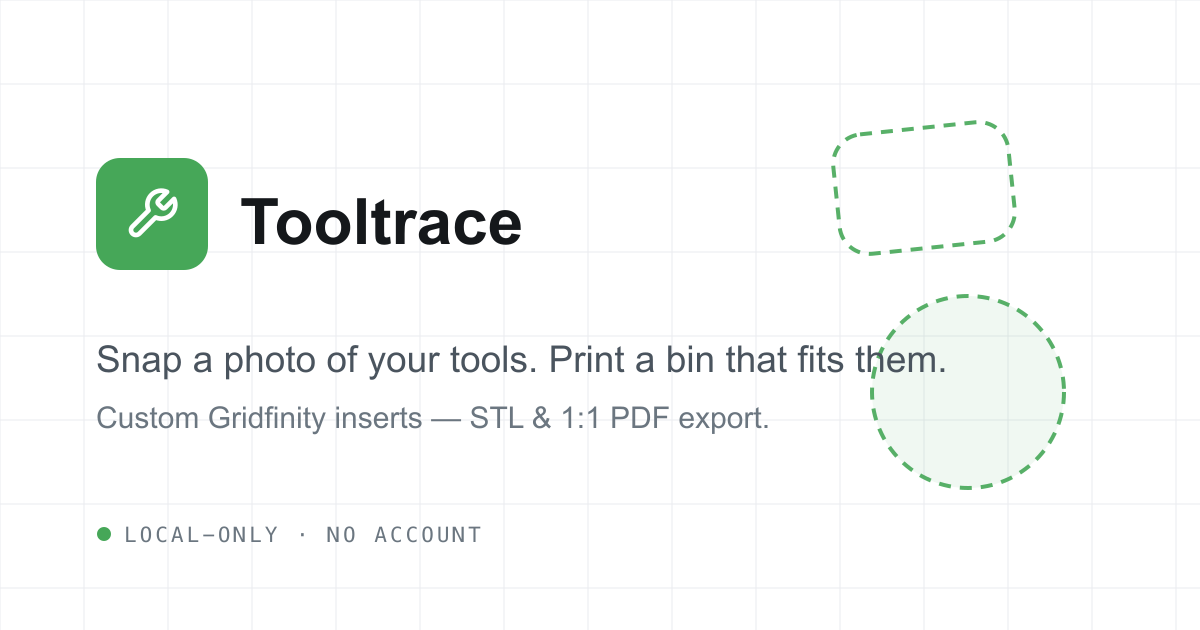 Tooltrace
Snap a photo of your tools. Print a bin that fits them.
Custom Gridfinity inserts — STL & 1:1 PDF export.
LOCAL-ONLY · NO ACCOUNT